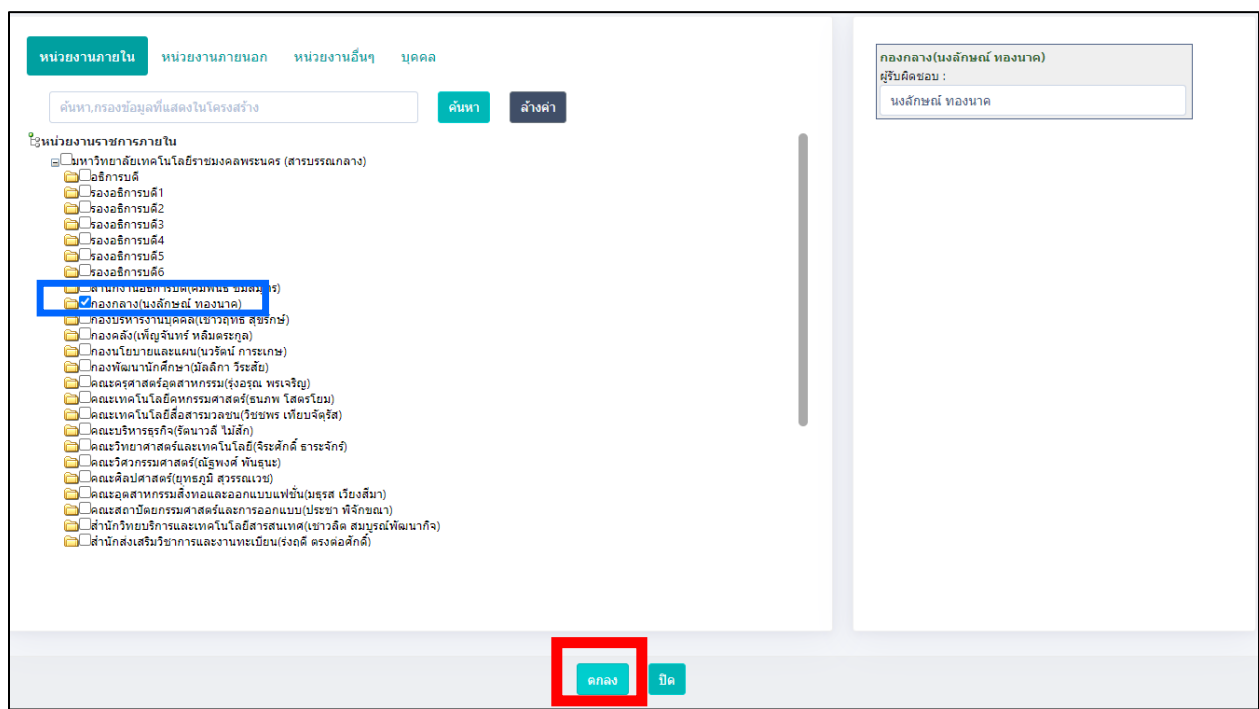 หน่วยงานภายใน หน่วยงานภายนอก หน่วยงานอื่นๆ บุคคล
ค้นหา,กรองข้อมูลที่แสดงในโครงสร้าง ค้นหา ล้างค่า
หน่วยงานราชการภายใน
มหาวิทยาลัยเทคโนโลยีราชมงคลพระนคร (สารบรรณกลาง)
อธิการบดี
รองอธิการบดี1
รองอธิการบดี2
รองอธิการบดี3
รองอธิการบดี4
รองอธิการบดี5
รองอธิการบดี6
กองกลาง(นงลักษณ์ ทองนาค)
กองบริหารงานบุคคล(เชาวฤทธิ์ สุขรักษ์)
กองคลัง(เพ็ญจันทร์ หลิมตระกูล)
กองนโยบายและแผน(นวรัตน์ การะเกษ)
กองพัฒนานักศึกษา(มัลลิกา วีระสัย)
คณะครุศาสตร์อุตสาหกรรม(รุ่งอรุณ พรเจริญ)
คณะเทคโนโลยีคหกรรมศาสตร์(ธนภพ โสตรโยม)
คณะเทคโนโลยีสื่อสารมวลชน(วิชชพร เทียบจัตุรัส)
คณะบริหารธุรกิจ(รัตนาวลี ไม้สัก)
คณะวิทยาศาสตร์และเทคโนโลยี(จิระศักดิ์ ธาระจักร์)
คณะวิศวกรรมศาสตร์(ณัฐพงศ์ พันธุนะ)
คณะศิลปศาสตร์(ยุทธภูมิ สุวรรณเวช)
คณะอุตสาหกรรมสิ่งทอและออกแบบแฟชั่น(มธุรส เวียงสีมา)
คณะสถาปัตยกรรมศาสตร์และการออกแบบ(ประชา พิจักขณา)
สำนักวิทยบริการและเทคโนโลยีสารสนเทศ(เชาวลิต สมบูรณ์พัฒนากิจ)
สำนักส่งเสริมวิชาการและงานทะเบียน(รุ่งฤดี ตรงต่อศักดิ์)
กองกลาง(นงลักษณ์ ทองนาค)
ผู้รับผิดชอบ :
นงลักษณ์ ทองนาค
ตกลง ปิด